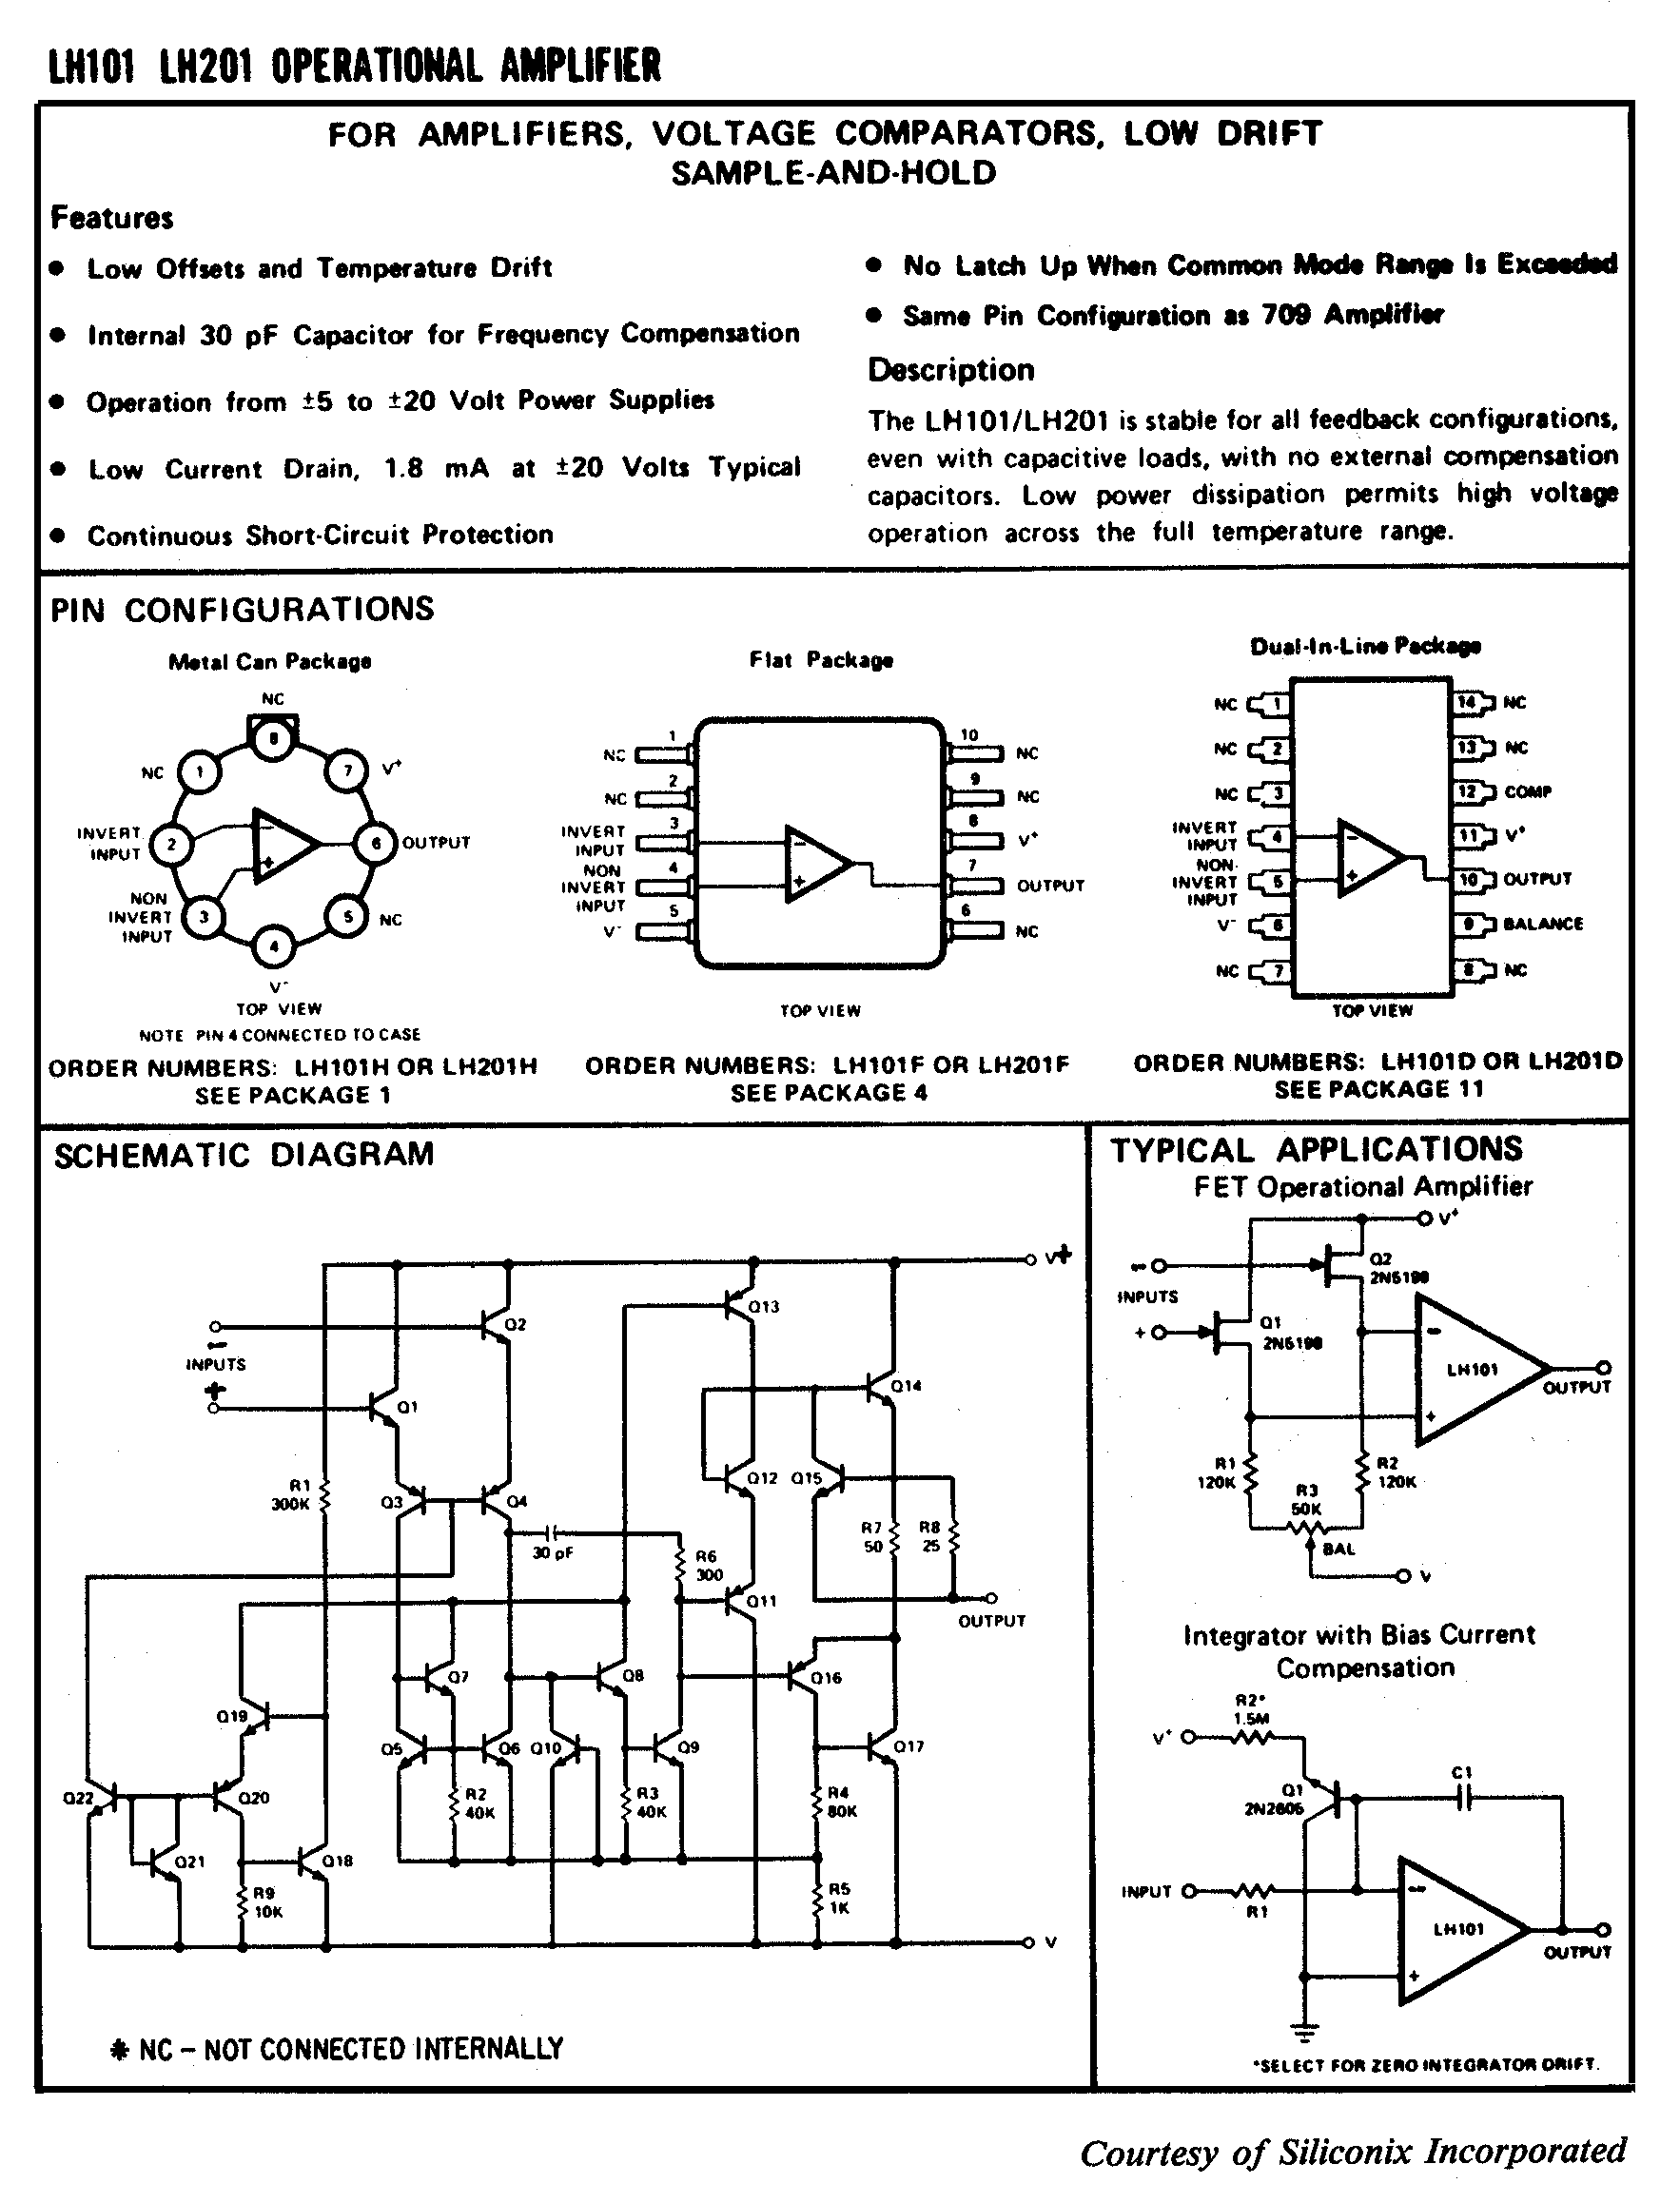 LH101 LH201 OPERATIONAL AMPLIFIER
FOR AMPLIFIERS, VOLTAGE COMPARATORS, LOW DRIFT
SAMPLE-AND-HOLD
Features
• Low Offsets and Temperature Drift
• Internal 30 pF Capacitor for Frequency Compensation
• Operation from ±5 to ±20 Volt Power Supplies
• Low Current Drain, 1.8 mA at ±20 Volts Typical
• Continuous Short-Circuit Protection
• No Latch Up When Common Mode Range Is Exceeded
• Same Pin Configuration as 709 Amplifier
Description
The LH101/LH201 is stable for all feedback configurations,
even with capacitive loads, with no external compensation
capacitors. Low power dissipation permits high voltage
operation across the full temperature range.
PIN CONFIGURATIONS
Metal Can Package
NC
8
NC 1
7 V+
INVERT
INPUT
2
−
+
6 OUTPUT
NON
INVERT
INPUT
3
5 NC
4
V-
TOP VIEW
NOTE PIN 4 CONNECTED TO CASE
ORDER NUMBERS: LH101H OR LH201H
SEE PACKAGE 1
Flat Package
NC 1
NC 2
INVERT
INPUT
3
NON
INVERT
INPUT
4
V- 5
−
+
10 NC
9 NC
8 V+
7 OUTPUT
6 NC
TOP VIEW
ORDER NUMBERS: LH101F OR LH201F
SEE PACKAGE 4
Dual-In-Line Package
NC 1
NC 2
NC 3
INVERT
INPUT
4
NON-
INVERT
INPUT
5
V- 6
NC 7
−
+
14 NC
13 NC
12 COMP
11 V+
10 OUTPUT
9 BALANCE
8 NC
TOP VIEW
ORDER NUMBERS: LH101D OR LH201D
SEE PACKAGE 11
SCHEMATIC DIAGRAM
V+
−
INPUTS
+
Q1
Q2
Q13
Q14
R1
300K
Q3
Q4
Q12
Q15
30 pF
R6
300
R7
50
R8
25
Q11
OUTPUT
Q7
Q8
Q16
Q19
Q5
Q6
Q10
Q9
Q17
Q22
Q20
R2
40K
R3
40K
R4
80K
Q21
Q18
R9
10K
R5
1K
V
* NC – NOT CONNECTED INTERNALLY
TYPICAL APPLICATIONS
FET Operational Amplifier
V+
−
Q2
2N5198
INPUTS
+
Q1
2N5198
−
LH101
OUTPUT
+
R1
120K
R2
120K
R3
50K
BAL
V
Integrator with Bias Current
Compensation
R2*
1.5M
V+
C1
Q1
2N2605
INPUT
R1
−
LH101
OUTPUT
+
*SELECT FOR ZERO INTEGRATOR DRIFT.
Courtesy of Siliconix Incorporated